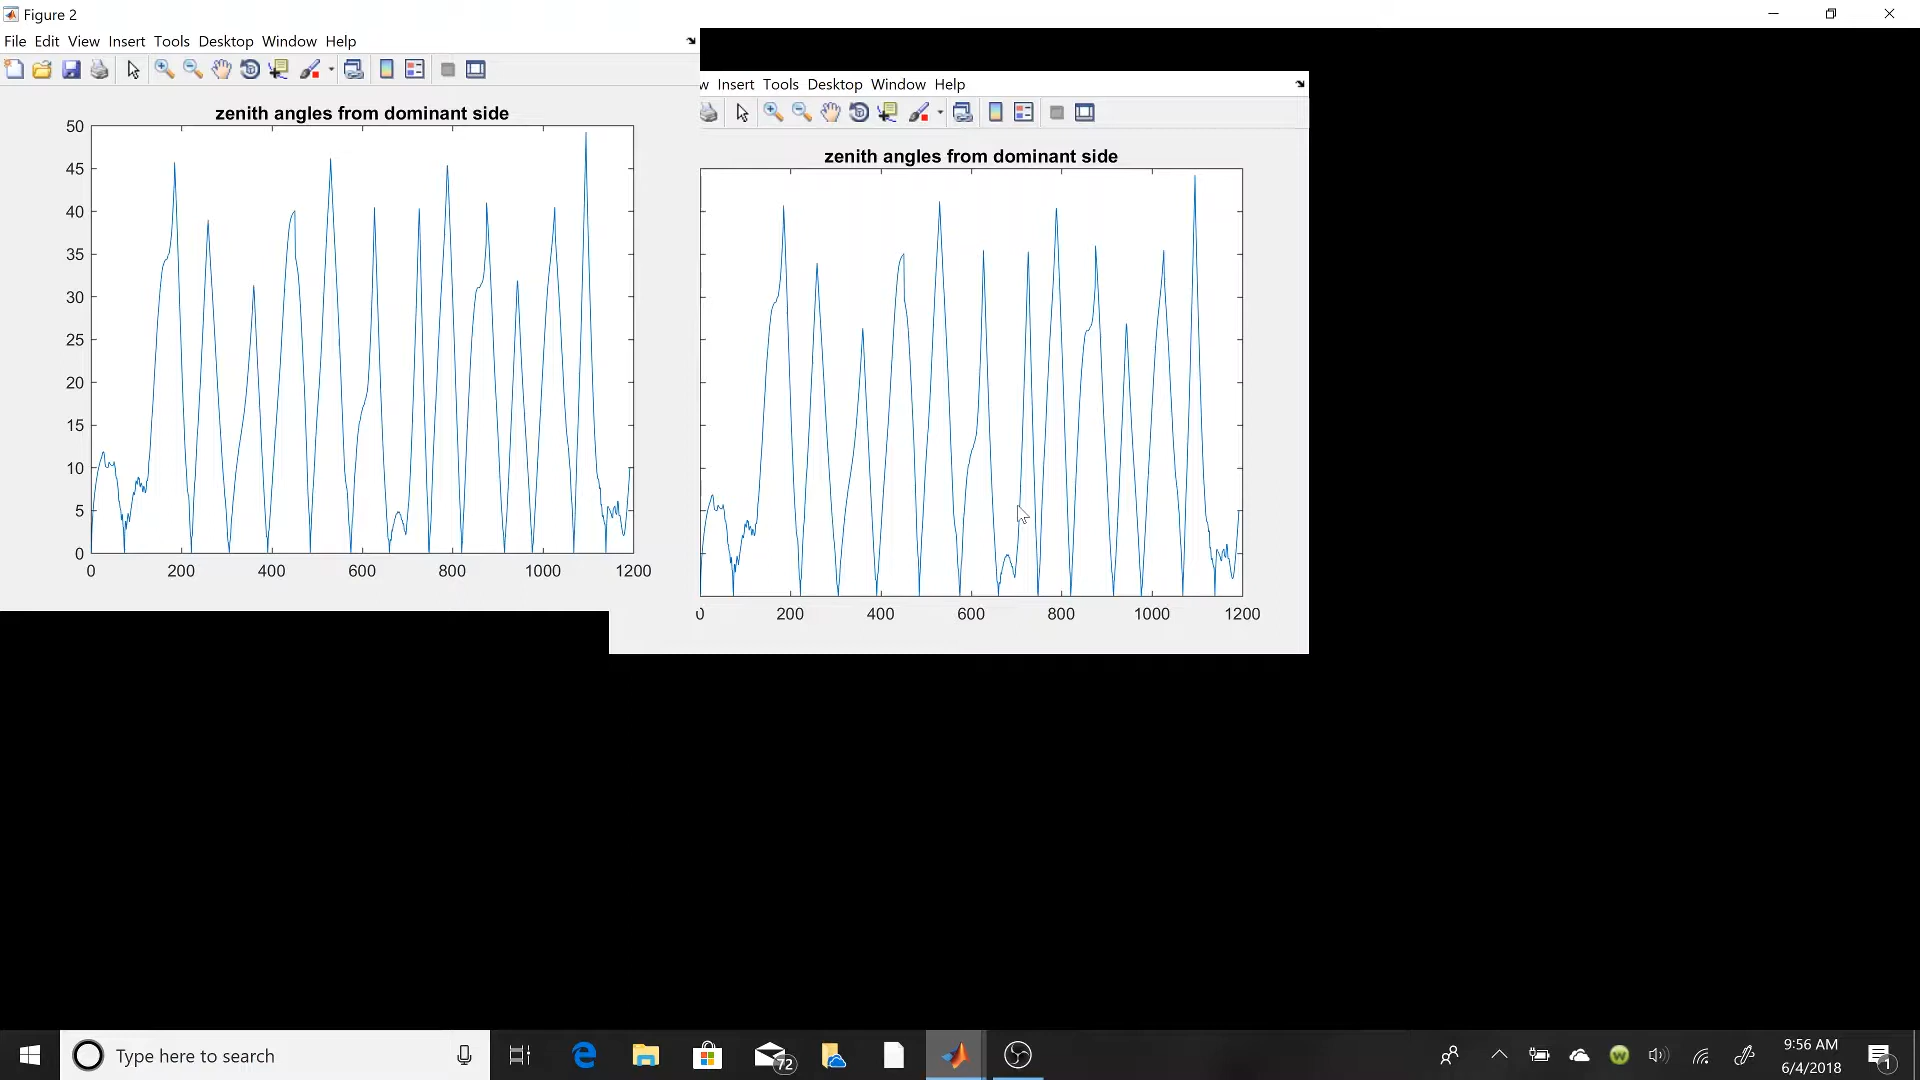 Figure 2
File Edit View Insert Tools Desktop Window Help
w Insert Tools Desktop Window Help
zenith angles from dominant side
50
45
40
35
30
25
20
15
10
5
0
0 200 400 600 800 1000 1200
zenith angles from dominant side
0 200 400 600 800 1000 1200
Type here to search
72
W
9:56 AM
6/4/2018
1